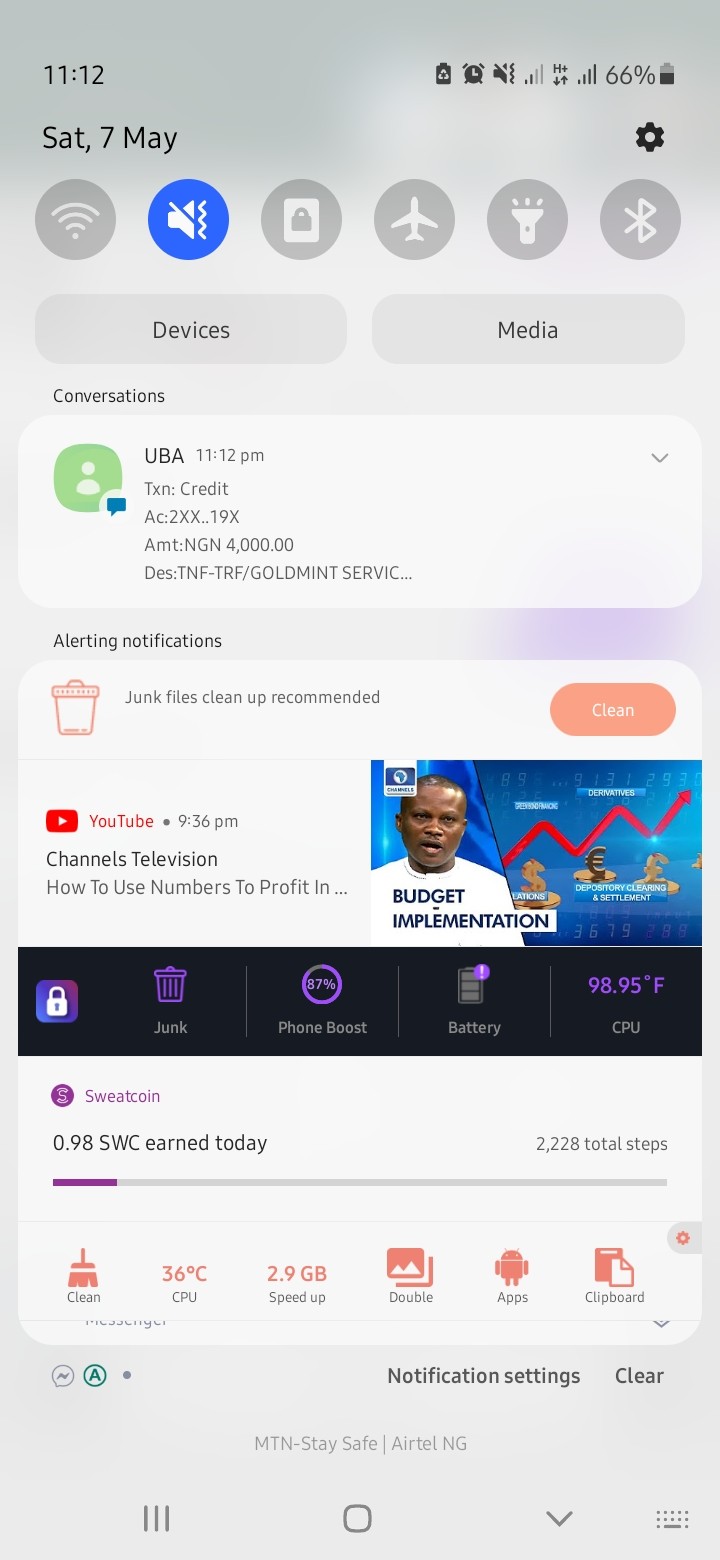 11:12
H+
66%
Sat, 7 May
Devices
Media
Conversations
UBA 11:12 pm
Txn: Credit
Ac:2XX..19X
Amt:NGN 4,000.00
Des:TNF-TRF/GOLDMINT SERVIC...
Alerting notifications
Junk files clean up recommended
Clean
YouTube • 9:36 pm
Channels Television
How To Use Numbers To Profit In ...
CHANNELS
DERIVATIVES
GREEN BOND FINANCING
LATIONS
DEPOSITORY CLEARING
& SETTLEMENT
BUDGET
IMPLEMENTATION
Junk
87%
Phone Boost
Battery
98.95°F
CPU
Sweatcoin
0.98 SWC earned today
2,228 total steps
Clean
36°C
CPU
2.9 GB
Speed up
Double
Apps
Clipboard
Messenger
Notification settings
Clear
MTN-Stay Safe | Airtel NG